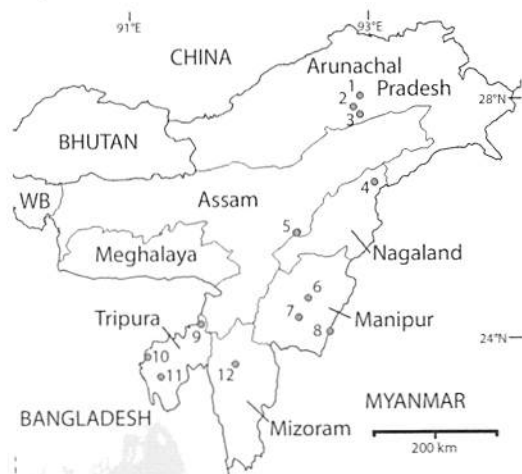 91°E
93°E
CHINA
Arunachal
Pradesh
1
2
3
28°N
BHUTAN
WB
Assam
4
5
Meghalaya
Nagaland
6
7
8
Manipur
Tripura
9
24°N
10
11
12
BANGLADESH
MYANMAR
Mizoram
200 km